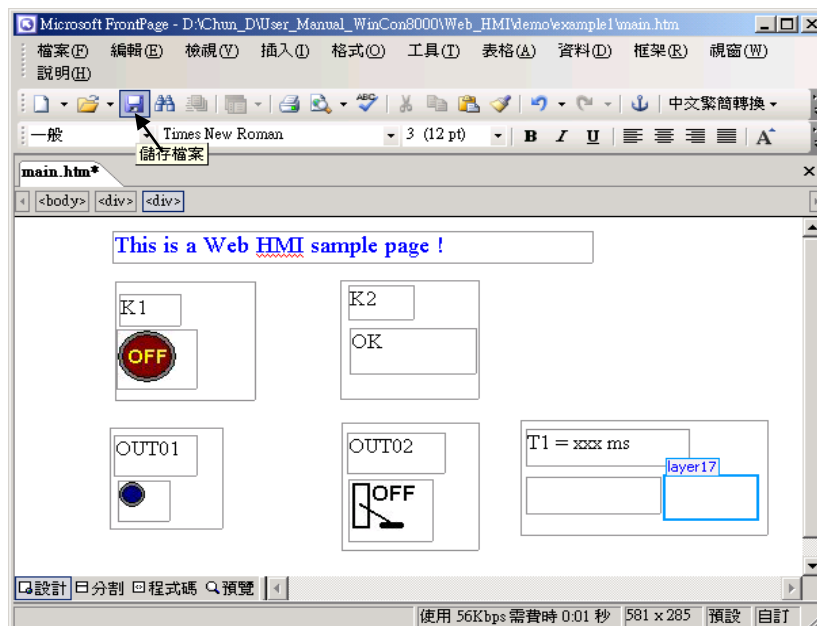 Microsoft FrontPage - D:\Chun_D\User_Manual_WinCon8000\Web_HMI\demo\example1\main.htm
檔案(F) 編輯(E) 檢視(V) 插入(I) 格式(O) 工具(T) 表格(A) 資料(D) 框架(R) 視窗(W)
說明(H)
ABC 中文繁簡轉換
一般 Times New Roman 3 (12 pt) B I U A
儲存檔案
main.htm*
<body> <div> <div>
This is a Web HMI sample page !
K1
OFF
K2
OK
OUT01
OUT02
OFF
T1 = xxx ms
layer17
設計 分割 程式碼 預覽
使用 56Kbps 需費時 0:01 秒 581 x 285 預設 自訂